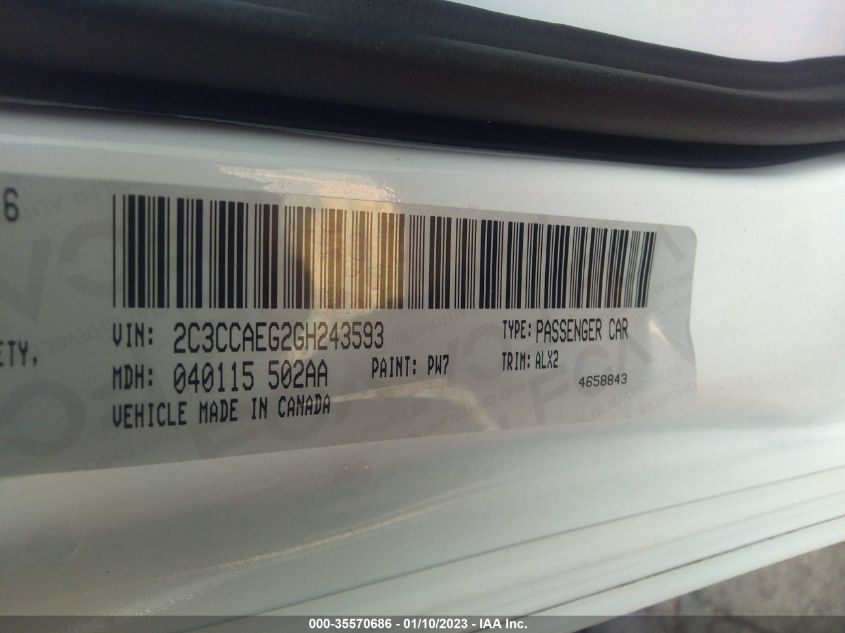 6
ETY,
VIN: 2C3CCAEG2GH243593 TYPE: PASSENGER CAR
MDH: 040115 502AA PAINT: PW7 TRIM: ALX2
4658843
VEHICLE MADE IN CANADA
000-35570686 - 01/10/2023 - IAA Inc.